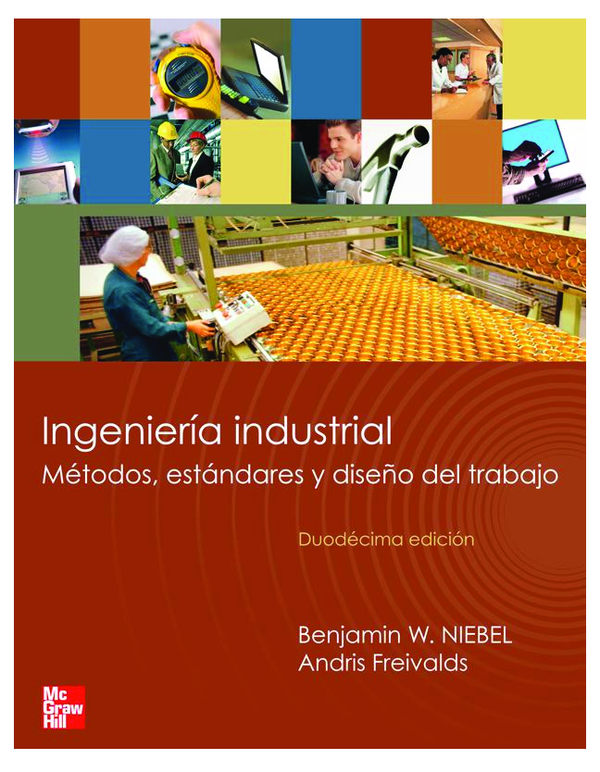 Ingeniería industrial
Métodos, estándares y diseño del trabajo
Duodécima edición
Benjamin W. NIEBEL
Andris Freivalds
Mc
Graw
Hill